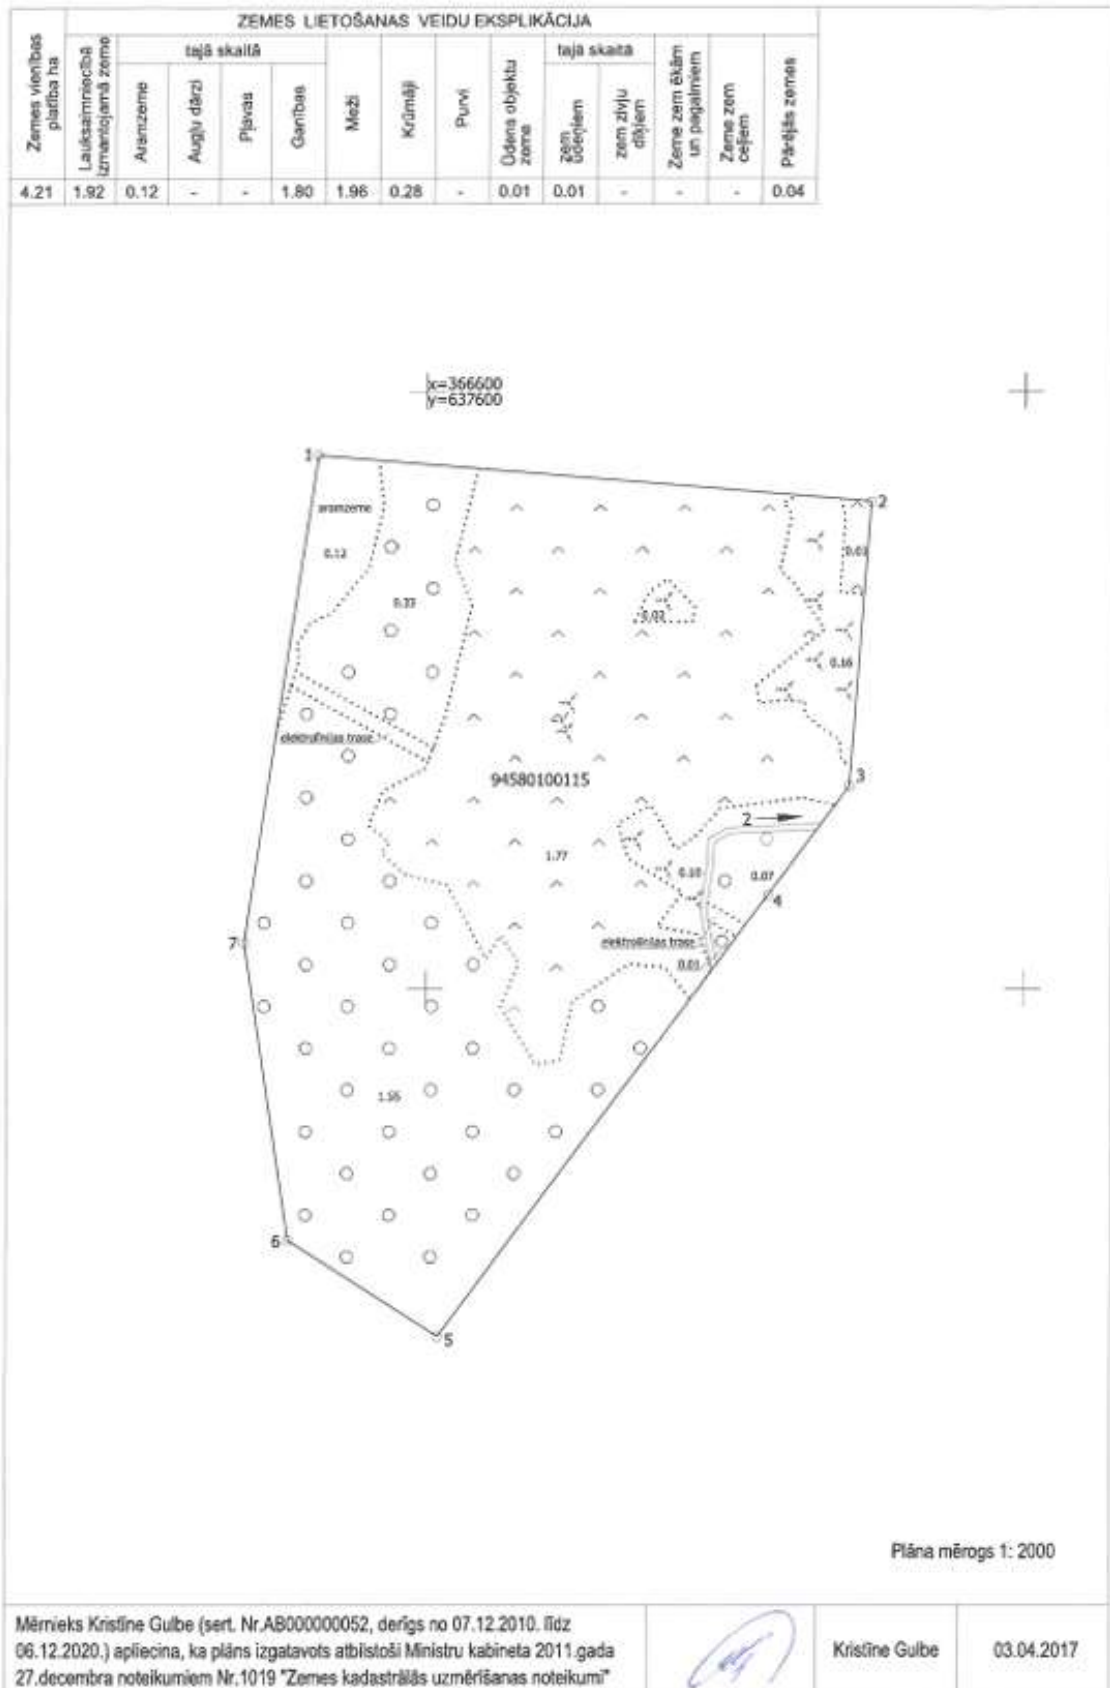 ZEMES LIETOŠANAS VEIDU EKSPLIKĀCIJA
Zemes vienības platība ha
Lauksaimniecībā izmantojamā zeme
tajā skaitā
Aramzeme
Augļu dārzi
Pļavas
Ganības
Meži
Krūmāji
Purvi
Ūdens objektu zeme
tajā skaitā
zem ūdeņiem
zem zivju dīķiem
Zeme zem ēkām un pagalmiem
Zeme zem ceļiem
Pārējās zemes
4.21 1.92 0.12 - - 1.80 1.96 0.28 - 0.01 0.01 - - - 0.04
x=366600
y=637600
1
2
aramzeme
0.12
0.33
0.03
0.02
0.16
elektrolīnijas trase
94580100115
3
2
1.77
0.10
0.07
4
elektrolīnijas trase
7
0.01
1.55
6
5
Plāna mērogs 1: 2000
Mērnieks Kristīne Gulbe (sert. Nr.AB000000052, derīgs no 07.12.2010. līdz
06.12.2020.) apliecina, ka plāns izgatavots atbilstoši Ministru kabineta 2011.gada
27.decembra noteikumiem Nr.1019 "Zemes kadastrālās uzmērīšanas noteikumi"
Kristīne Gulbe
03.04.2017